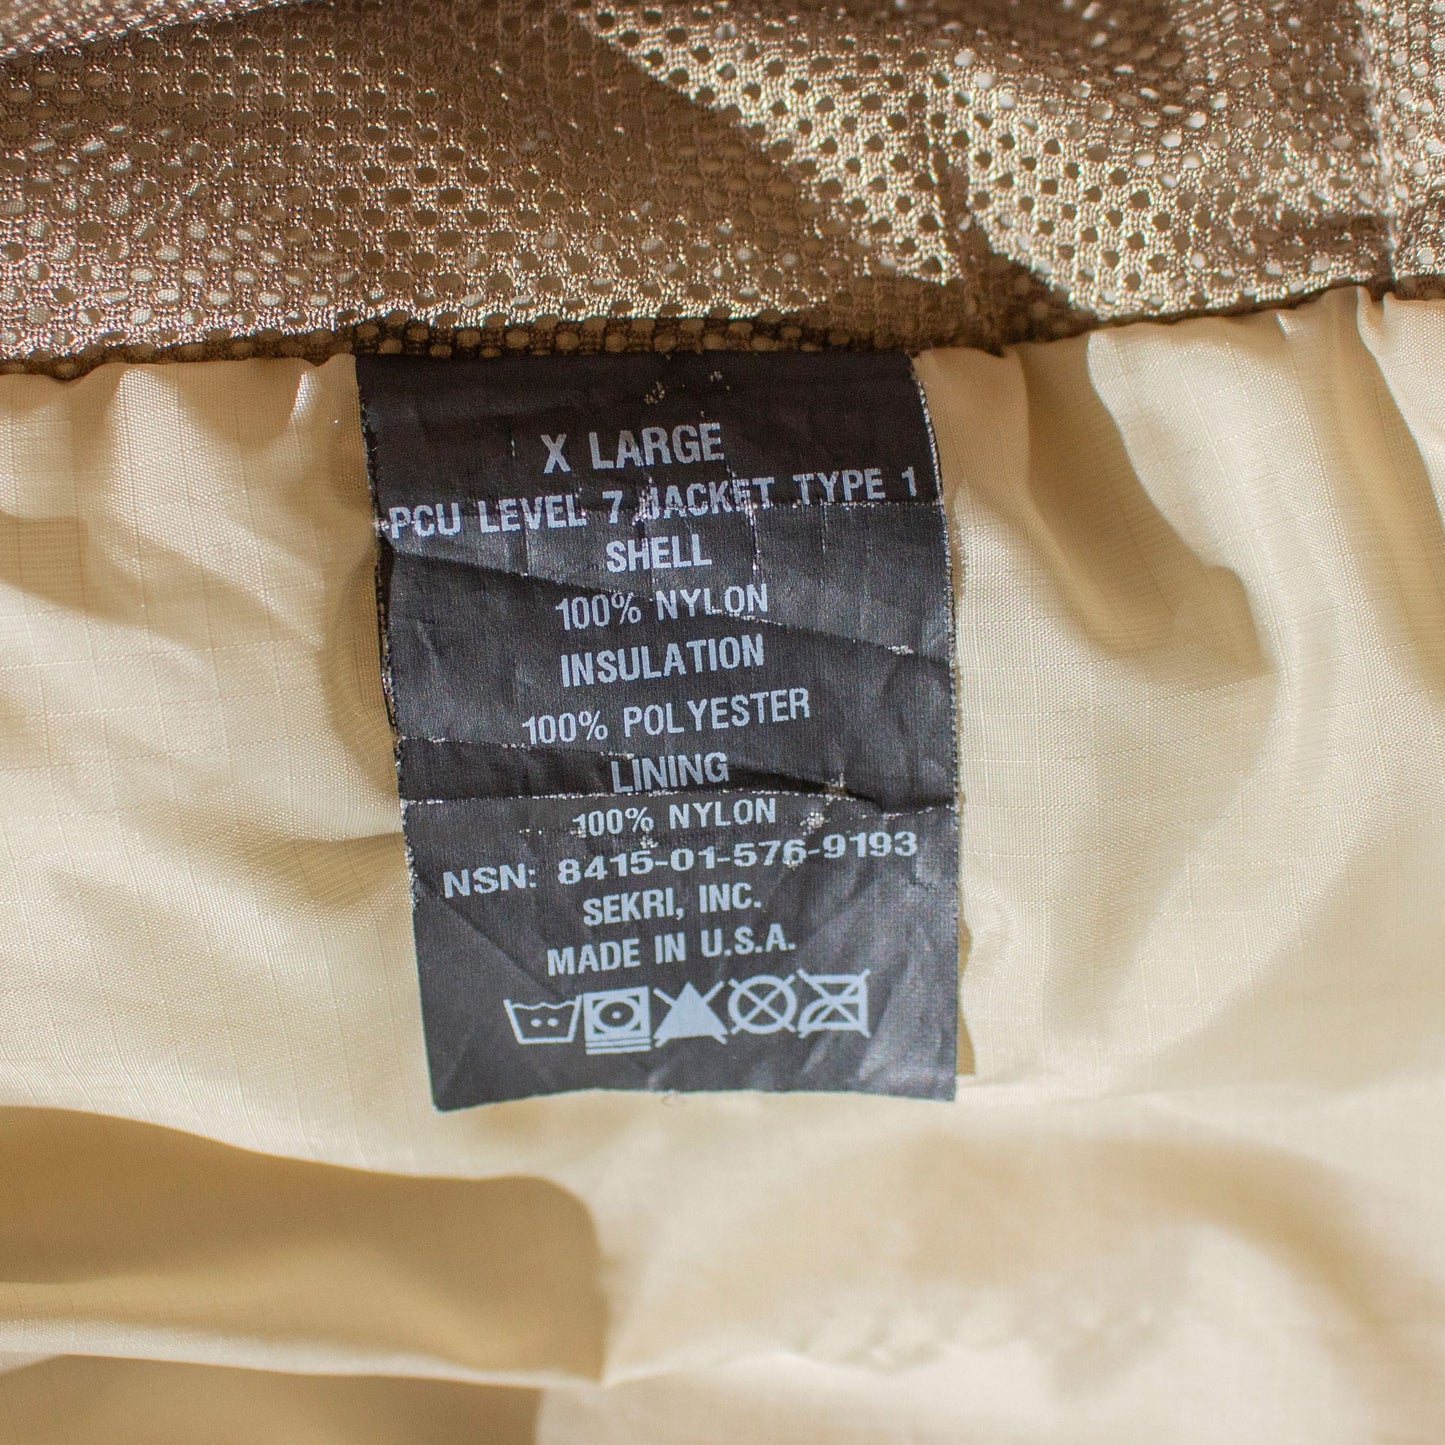 X LARGE
PCU LEVEL 7 JACKET TYPE 1
SHELL
100% NYLON
INSULATION
100% POLYESTER
LINING
100% NYLON
NSN: 8415-01-576-9193
SEKRI, INC.
MADE IN U.S.A.